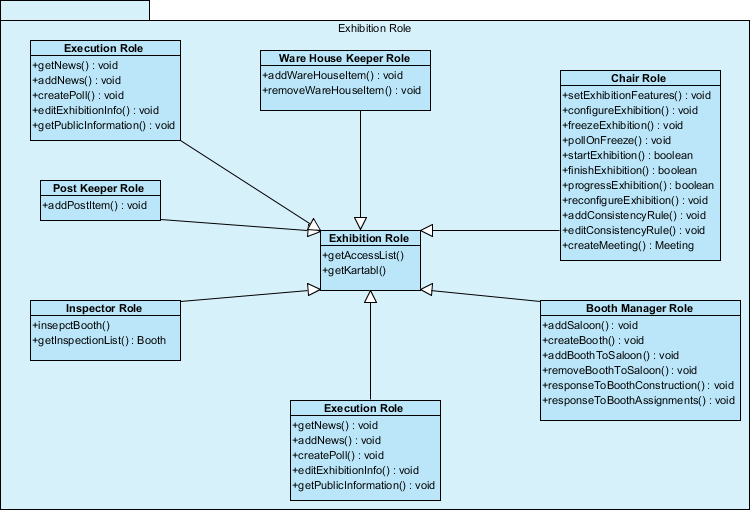 Exhibition Role
Execution Role
+getNews() : void
+addNews() : void
+createPoll() : void
+editExhibitionInfo() : void
+getPublicInformation() : void
Ware House Keeper Role
+addWareHouseItem() : void
+removeWareHouseItem() : void
Chair Role
+setExhibitionFeatures() : void
+configureExhibition() : void
+freezeExhibition() : void
+pollOnFreeze() : void
+startExhibition() : boolean
+finishExhibition() : boolean
+progressExhibition() : boolean
+reconfigureExhibition() : void
+addConsistencyRule() : void
+editConsistencyRule() : void
+createMeeting() : Meeting
Post Keeper Role
+addPostItem() : void
Exhibition Role
+getAccessList()
+getKartabl()
Inspector Role
+insepctBooth()
+getInspectionList() : Booth
Booth Manager Role
+addSaloon() : void
+createBooth() : void
+addBoothToSaloon() : void
+removeBoothToSaloon() : void
+responseToBoothConstruction() : void
+responseToBoothAssignments() : void
Execution Role
+getNews() : void
+addNews() : void
+createPoll() : void
+editExhibitionInfo() : void
+getPublicInformation() : void